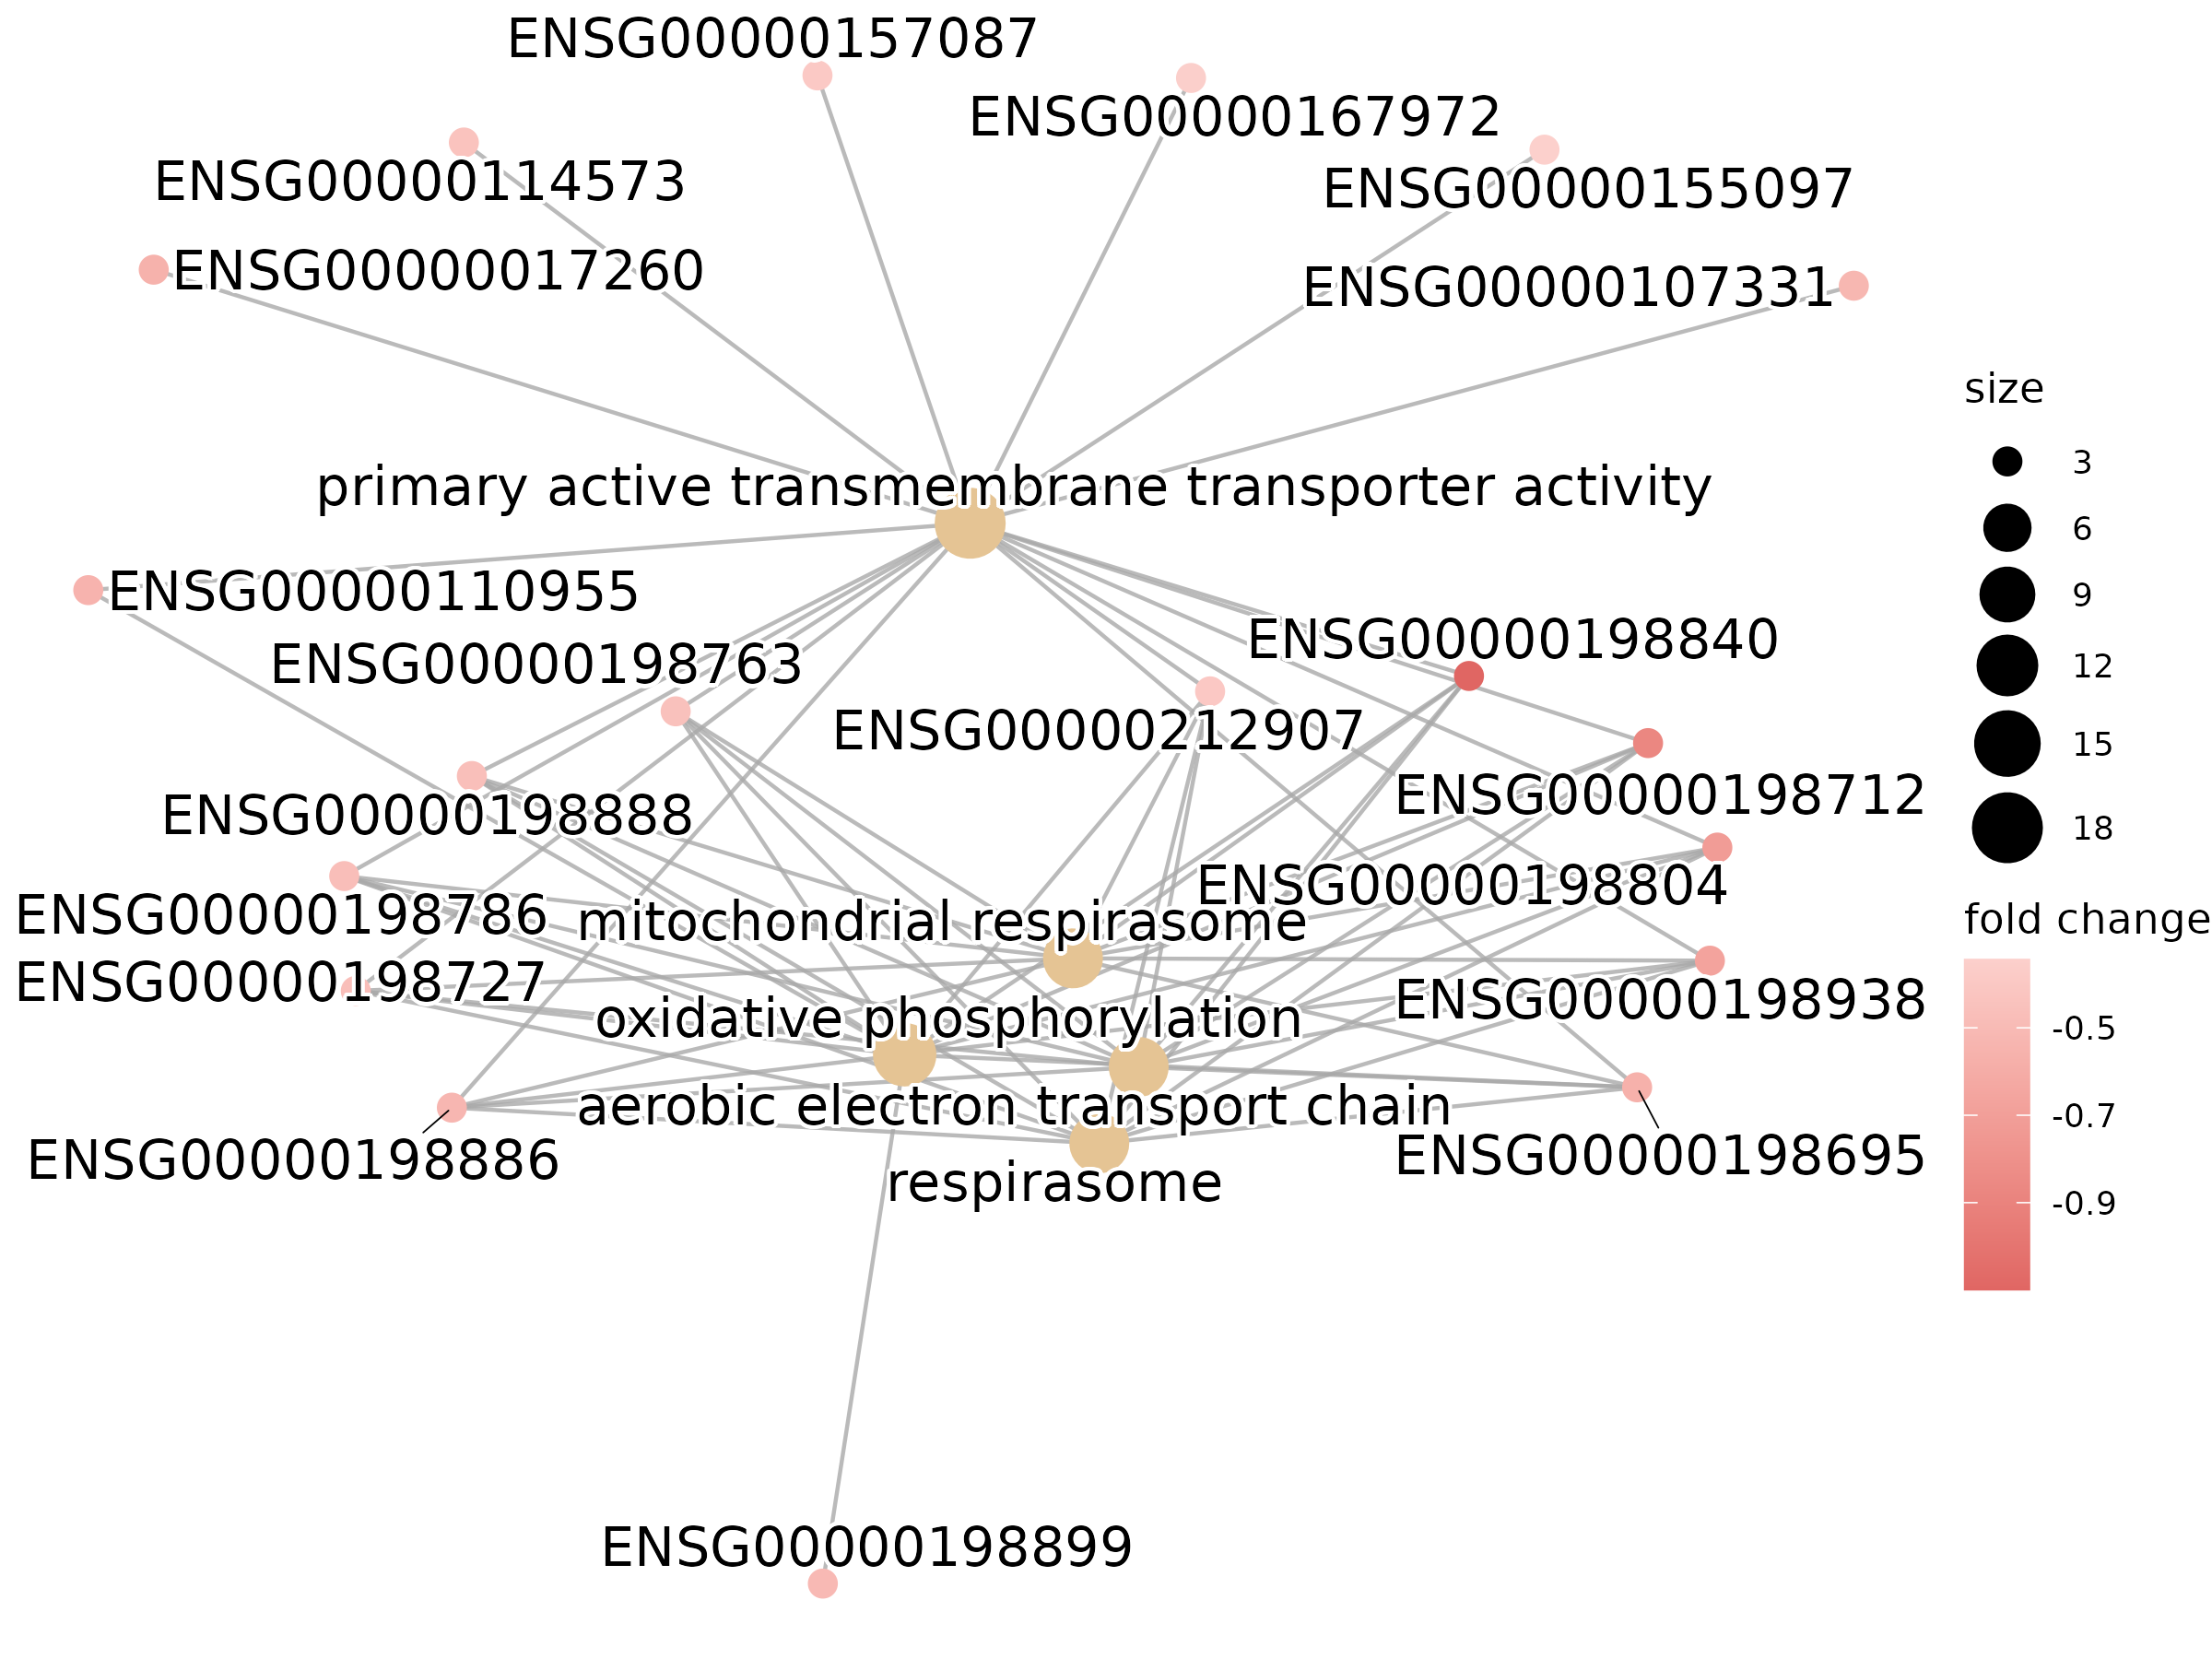 ENSG00000157087
ENSG00000167972
ENSG00000114573
ENSG00000155097
ENSG00000017260
ENSG00000107331
primary active transmembrane transporter activity
ENSG00000110955
ENSG00000198840
ENSG00000198763
ENSG00000212907
ENSG00000198712
ENSG00000198888
ENSG00000198804
ENSG00000198786
mitochondrial respirasome
ENSG00000198727
ENSG00000198938
oxidative phosphorylation
aerobic electron transport chain
ENSG00000198886
ENSG00000198695
respirasome
ENSG00000198899
size
3
6
9
12
15
18
fold change
-0.5
-0.7
-0.9